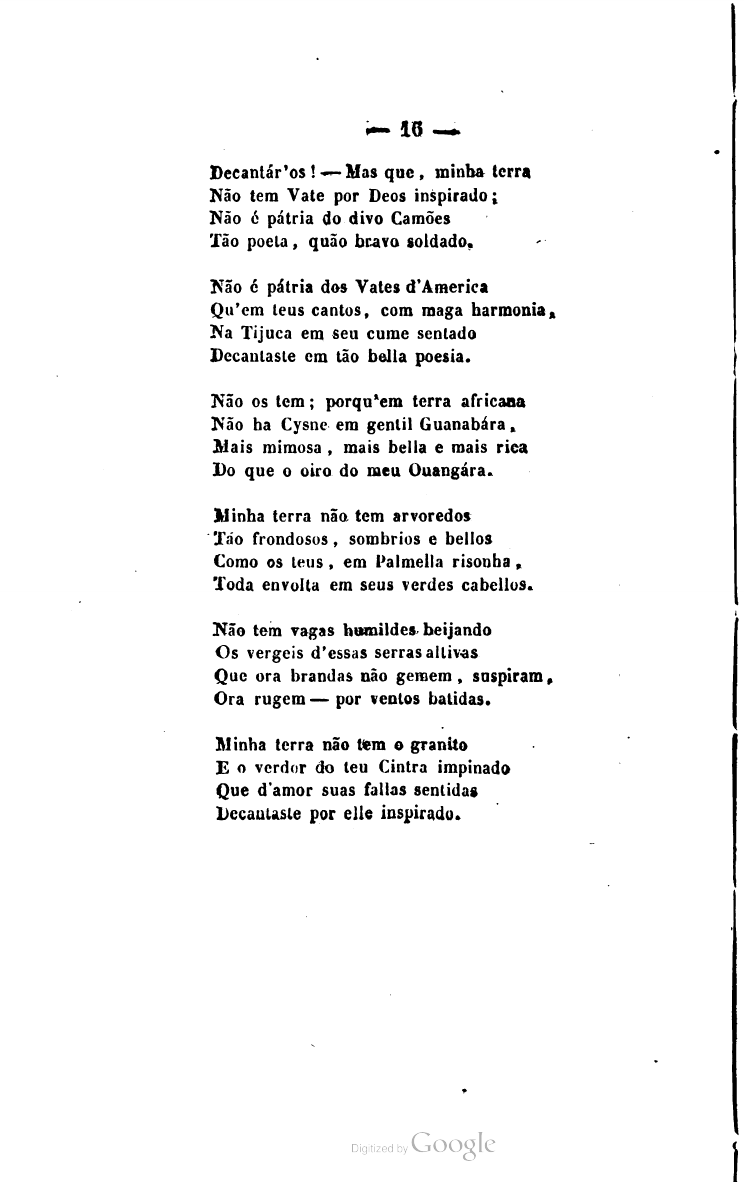 — 16 —
Decantár'os! — Mas que, minha terra
Não tem Vate por Deos inspirado;
Não é pátria do divo Camões
Tão poeta, quão bravo soldado.
Não é pátria dos Vates d'America
Qu'em teus cantos, com maga harmonia,
Na Tijuca em seu cume sentado
Decantaste em tão bella poesia.
Não os tem; porqu'em terra africana
Não ha Cysne em gentil Guanabára,
Mais mimosa, mais bella e mais rica
Do que o oiro do meu Ouangára.
Minha terra não tem arvoredos
Tão frondosos, sombrios e bellos
Como os teus, em Palmella risonha,
Toda envolta em seus verdes cabellos.
Não tem vagas humildes beijando
Os vergeis d'essas serras altivas
Que ora brandas não gemem, suspiram,
Ora rugem — por ventos batidas.
Minha terra não tem o granito
E o verdor do teu Cintra impinado
Que d'amor suas fallas sentidas
Decantaste por elle inspirado.
Digitized by Google